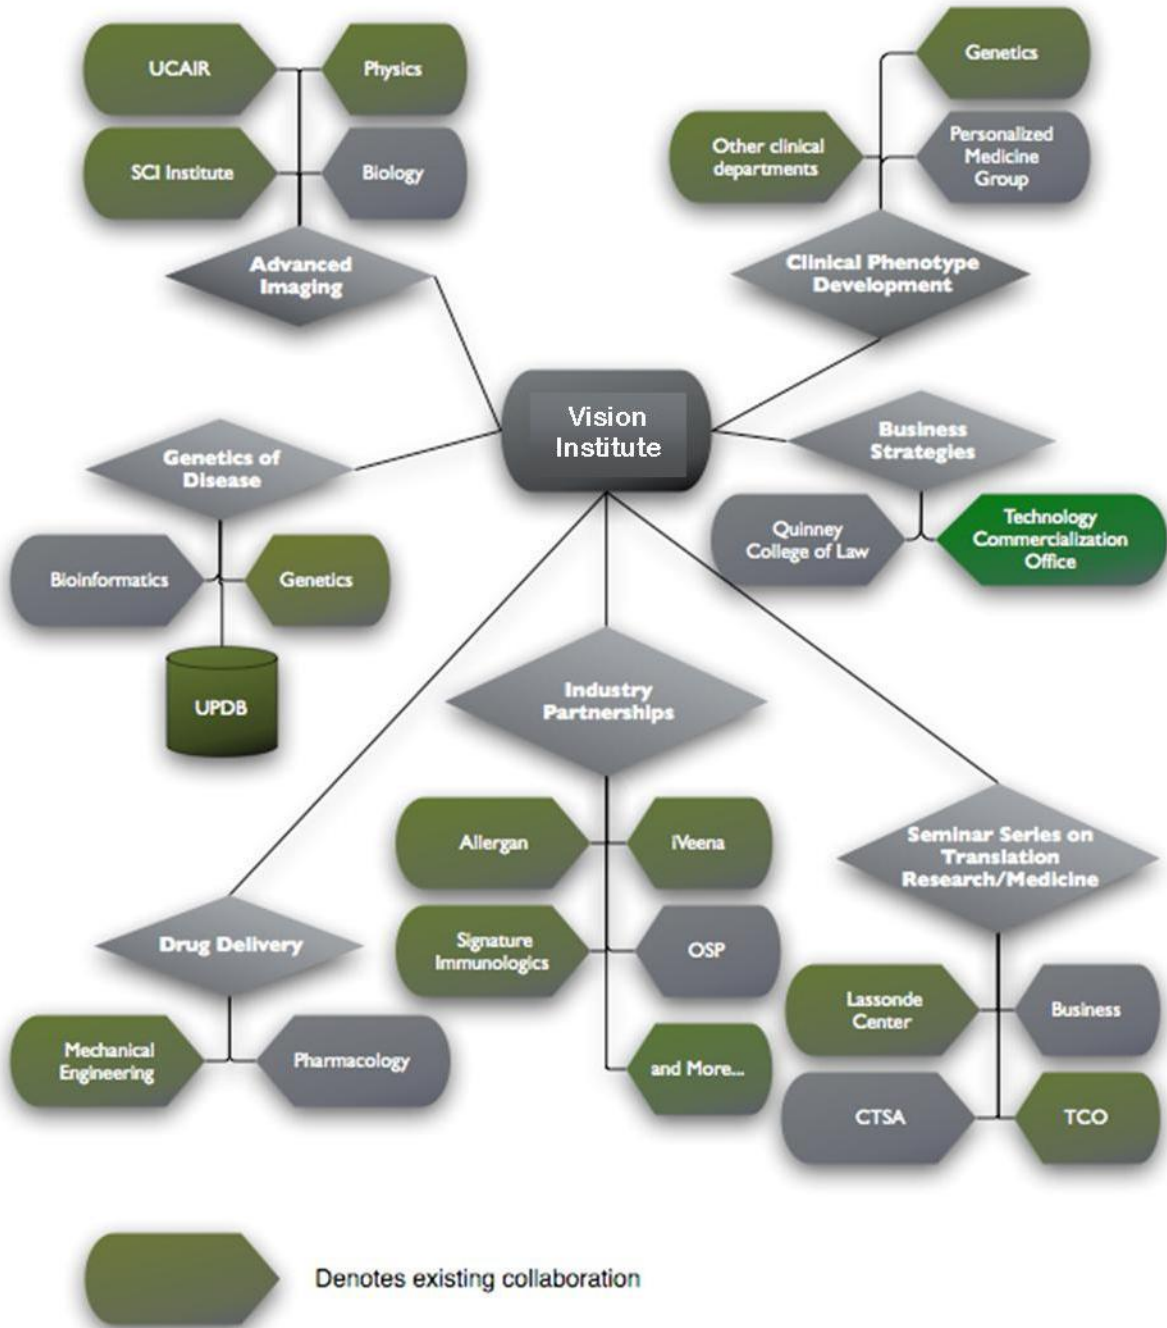 UCAIR
Physics
SCI Institute
Biology
Advanced
Imaging
Genetics
Other clinical
departments
Personalized
Medicine
Group
Clinical Phenotype
Development
Vision
Institute
Genetics of
Disease
Bioinformatics
Genetics
UPDB
Business
Strategies
Quinney
College of Law
Technology
Commercialization
Office
Industry
Partnerships
Allergan
iVeena
Signature
Immunologics
OSP
and More...
Drug Delivery
Mechanical
Engineering
Pharmacology
Seminar Series on
Translation
Research/Medicine
Lassonde
Center
Business
CTSA
TCO
Denotes existing collaboration